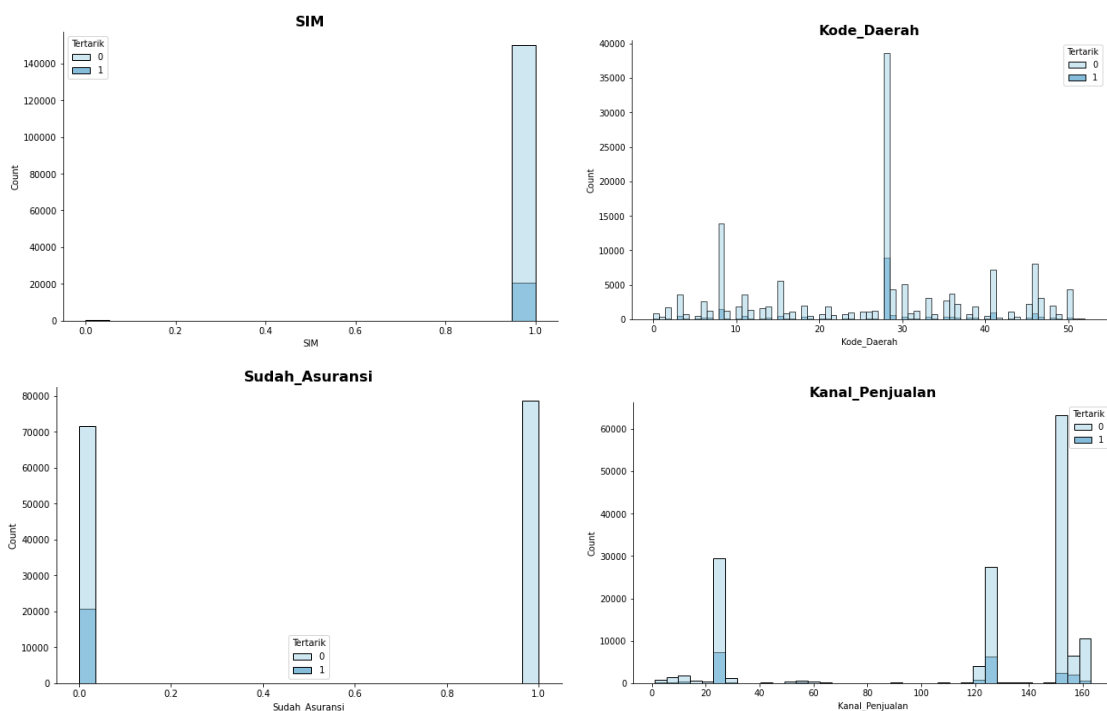 SIM
Tertarik
0
1
140000
120000
100000
80000
60000
40000
20000
0
Count
0.0 0.2 0.4 0.6 0.8 1.0
SIM
Kode_Daerah
Tertarik
0
1
40000
35000
30000
25000
20000
15000
10000
5000
0
Count
0 10 20 30 40 50
Kode_Daerah
Sudah_Asuransi
80000
70000
60000
50000
40000
30000
20000
10000
0
Count
Tertarik
0
1
0.0 0.2 0.4 0.6 0.8 1.0
Sudah_Asuransi
Kanal_Penjualan
Tertarik
0
1
60000
50000
40000
30000
20000
10000
0
Count
0 20 40 60 80 100 120 140 160
Kanal_Penjualan